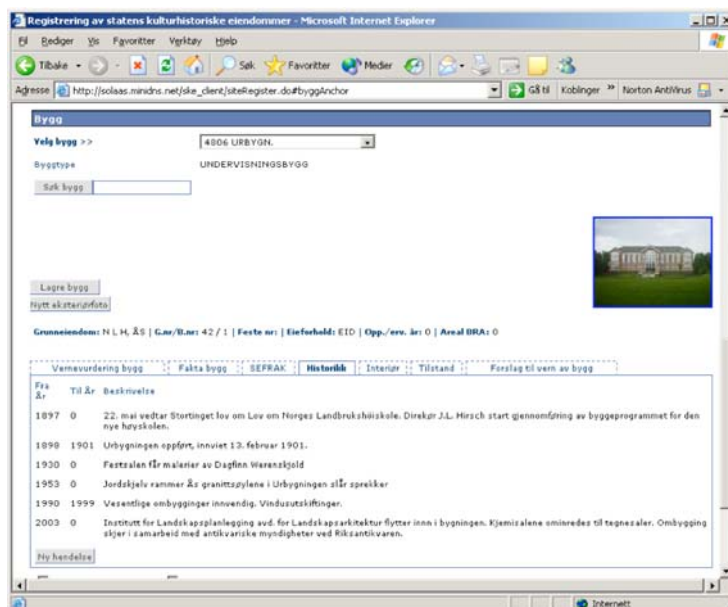 Registrering av statens kulturhistoriske eiendommer - Microsoft Internet Explorer
Fil Rediger Vis Favoritter Verktøy Hjelp
Tilbake Søk Favoritter Medier
Adresse http://solaas.minidns.net/ske_client/siteRegister.do#byggAnchor Gå til Koblinger » Norton AntiVirus
Bygg
Velg bygg >> 4806 URBYGN.
Byggtype UNDERVISNINGSBYGG
Søk bygg
Lagre bygg
Nytt eksteriørfoto
Grunneiendom: N L H, ÅS | G.nr/B.nr: 42 / 1 | Feste nr: | Eieforhold: EID | Opp./erv. år: 0 | Areal BRA: 0
Vernevurdering bygg Fakta bygg SEFRAK Historikk Interiør Tilstand Forslag til vern av bygg
Fra År Til År Beskrivelse
1897 0 22. mai vedtar Stortinget lov om Lov om Norges Landbrukshøiskole. Direkør J.L. Hirsch start gjennomføring av byggeprogrammet for den
nye høyskolen.
1898 1901 Urbygningen oppført, innviet 13. februar 1901.
1930 0 Festsalen får malerier av Dagfinn Werenskjold
1953 0 Jordskjelv rammer Ås granittsøylene i Urbygningen slår sprekker
1990 1999 Vesentlige ombygginger innvendig. Vindusutskiftinger.
2003 0 Institutt for Landskapsplanlegging avd. for Landskapsarkitektur flytter inn i bygningen. Kjemisalene ominredes til tegnesaler. Ombygging
skjer i samarbeid med antikvariske myndigheter ved Riksantikvaren.
Ny hendelse
Internett